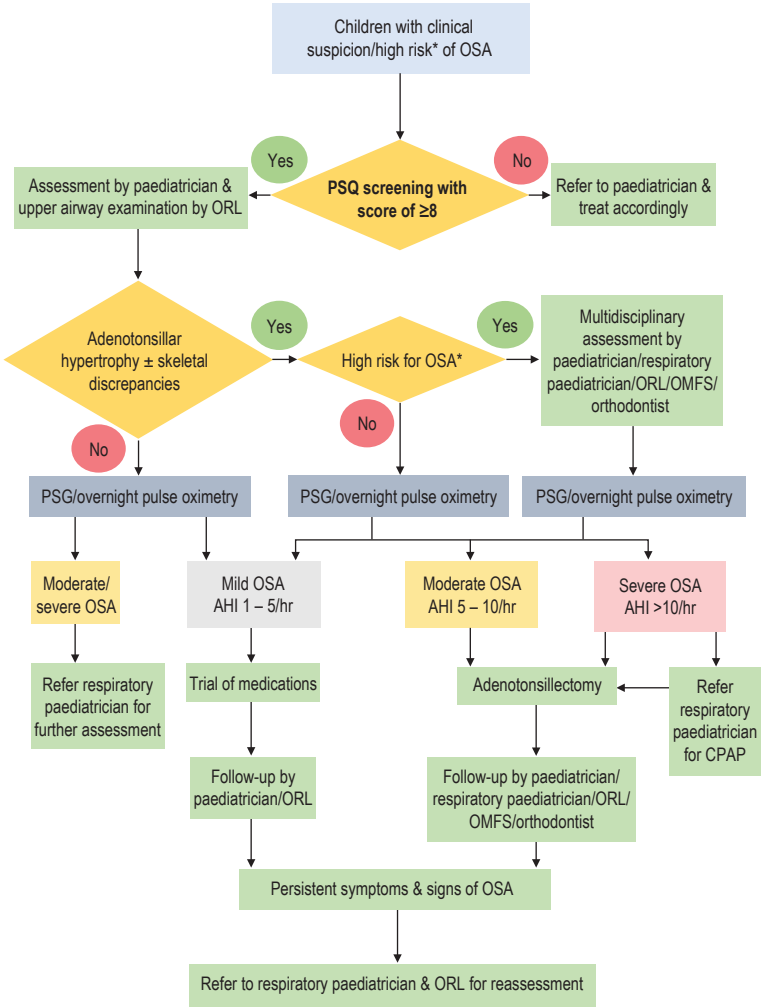 Children with clinical
suspicion/high risk* of OSA
Yes
No
PSQ screening with
score of ≥8
Assessment by paediatrician &
upper airway examination by ORL
Refer to paediatrician &
treat accordingly
Adenotonsillar
hypertrophy ± skeletal
discrepancies
Yes
High risk for OSA*
Yes
Multidisciplinary
assessment by
paediatrician/respiratory
paediatrician/ORL/OMFS/
orthodontist
No
No
PSG/overnight pulse oximetry
PSG/overnight pulse oximetry
PSG/overnight pulse oximetry
Moderate/
severe OSA
Mild OSA
AHI 1 – 5/hr
Moderate OSA
AHI 5 – 10/hr
Severe OSA
AHI >10/hr
Refer respiratory
paediatrician for
further assessment
Trial of medications
Adenotonsillectomy
Refer
respiratory
paediatrician
for CPAP
Follow-up by
paediatrician/ORL
Follow-up by paediatrician/
respiratory paediatrician/ORL/
OMFS/orthodontist
Persistent symptoms & signs of OSA
Refer to respiratory paediatrician & ORL for reassessment